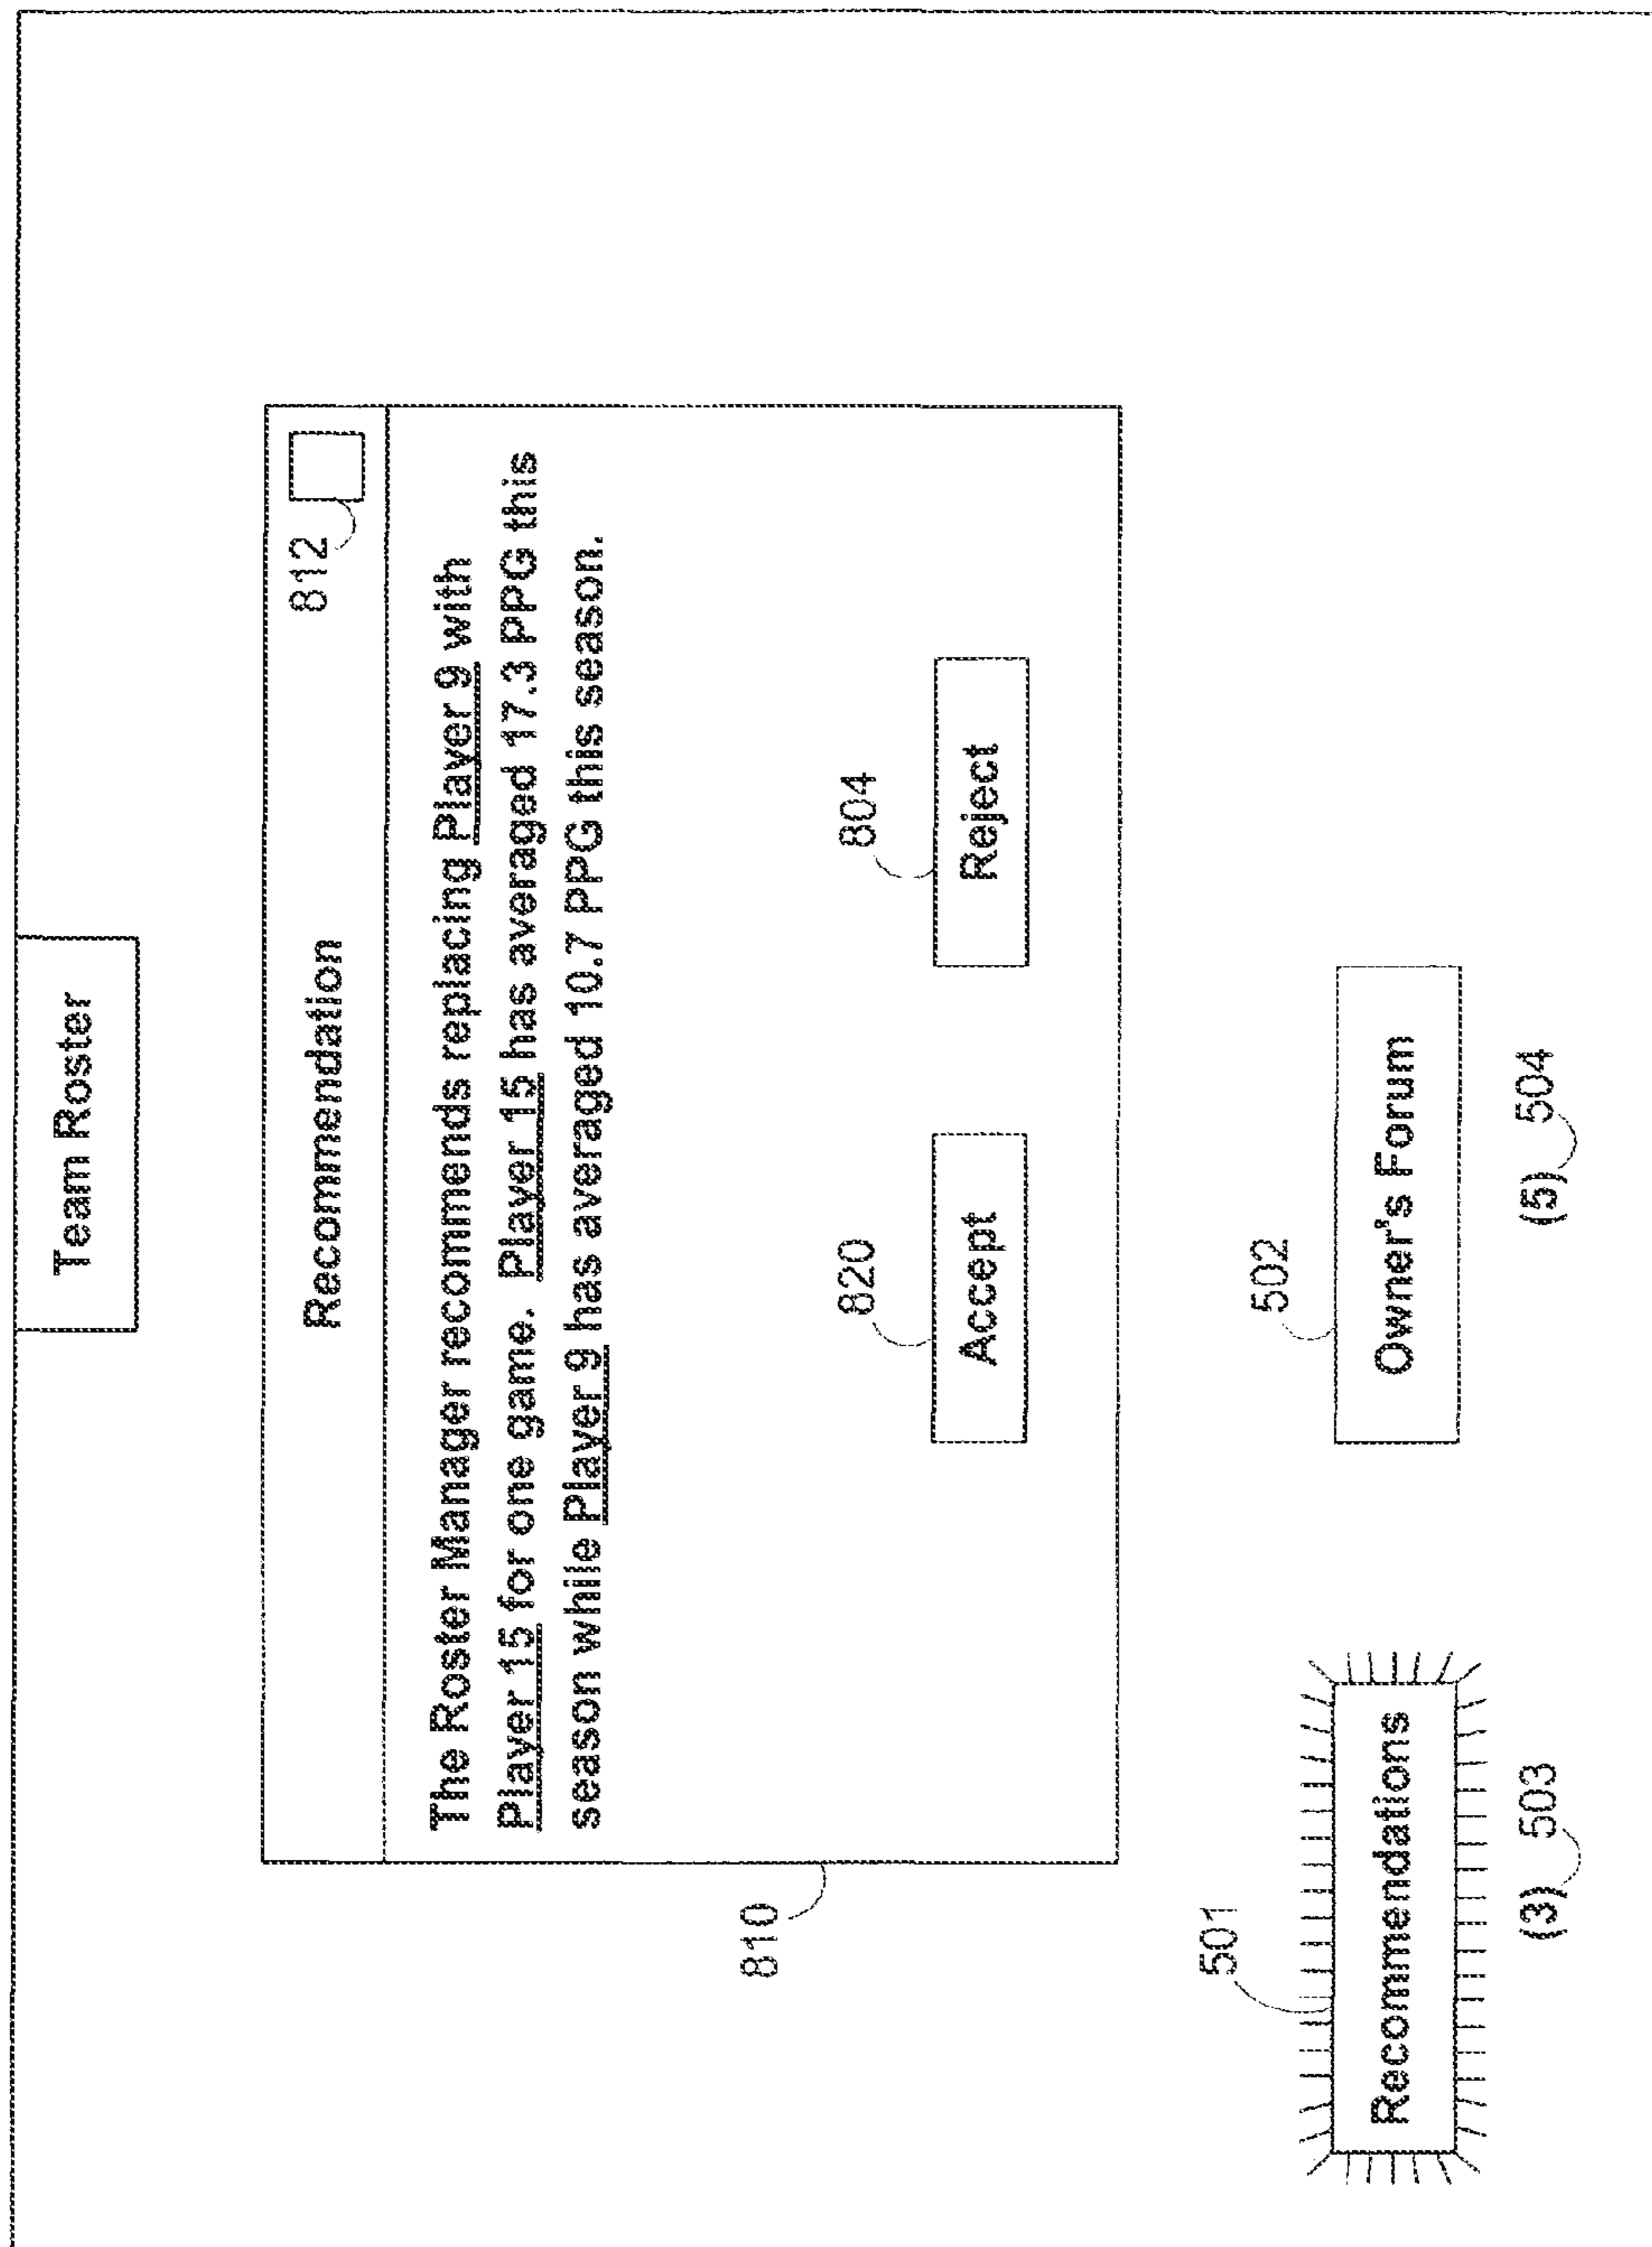 Team Roster
Recommendation
812
The Roster Manager recommends replacing Player 9 with
Player 15 for one game. Player 15 has averaged 17.3 PPG this
season while Player 9 has averaged 10.7 PPG this season.
810
820
804
Accept
Reject
501
502
Recommendations
Owner's Forum
(3) 503
(5) 504